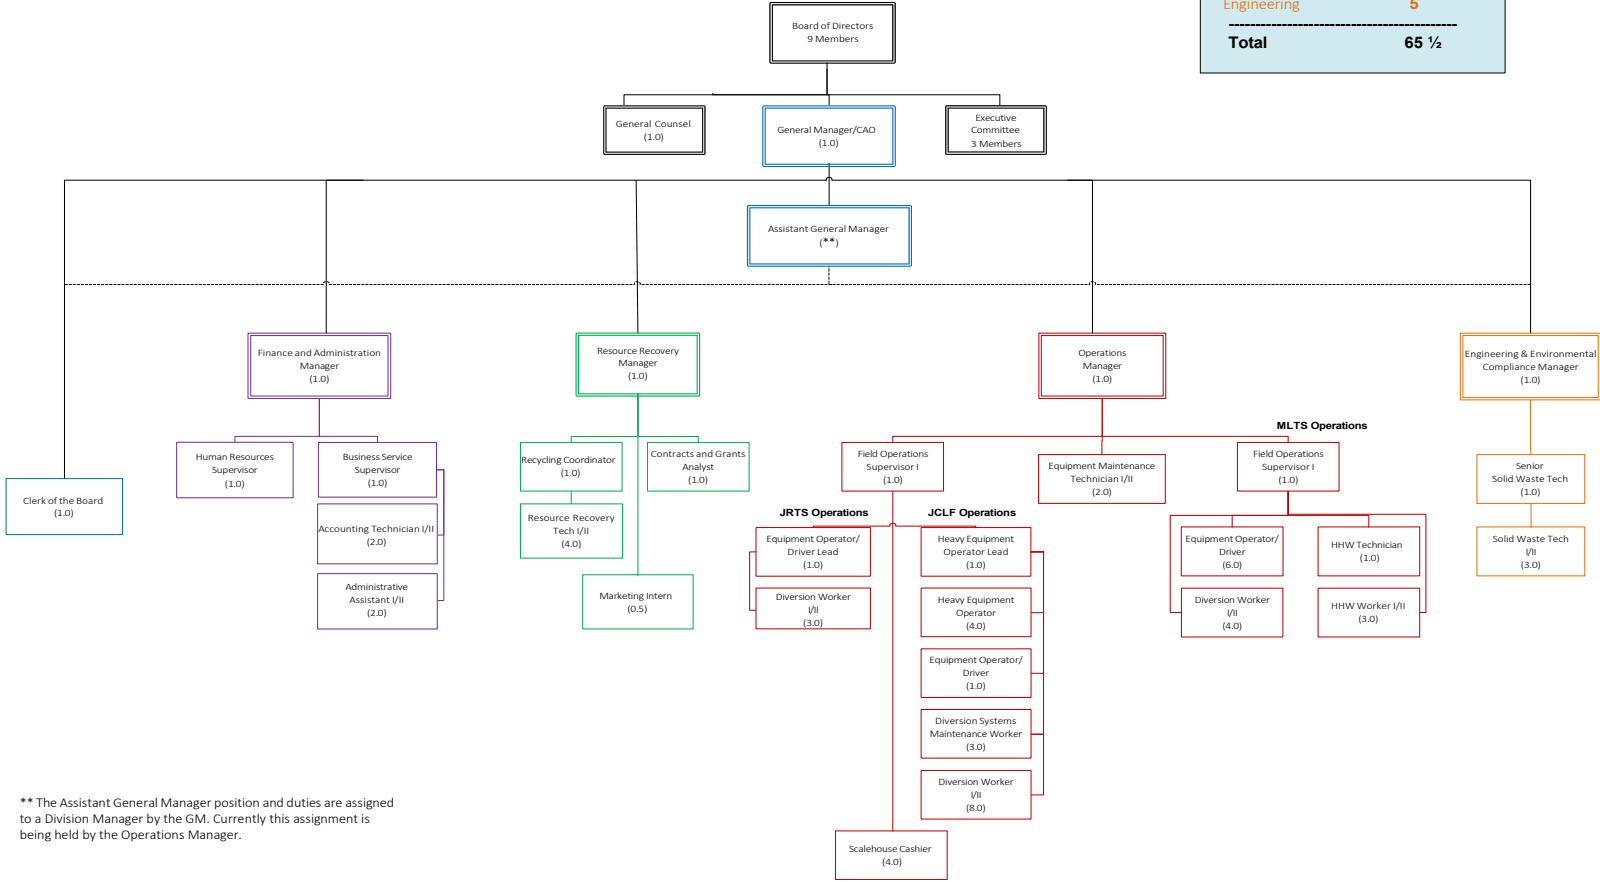 Engineering 5
---------------------------------------------
Total 65 ½
Board of Directors
9 Members
General Counsel
(1.0)
General Manager/CAO
(1.0)
Executive
Committee
3 Members
Assistant General Manager
(**)
Finance and Administration
Manager
(1.0)
Resource Recovery
Manager
(1.0)
Operations
Manager
(1.0)
Engineering & Environmental
Compliance Manager
(1.0)
MLTS Operations
Clerk of the Board
(1.0)
Human Resources
Supervisor
(1.0)
Business Service
Supervisor
(1.0)
Accounting Technician I/II
(2.0)
Administrative
Assistant I/II
(2.0)
Recycling Coordinator
(1.0)
Contracts and Grants
Analyst
(1.0)
Resource Recovery
Tech I/II
(4.0)
Marketing Intern
(0.5)
Field Operations
Supervisor I
(1.0)
Equipment Maintenance
Technician I/II
(2.0)
Field Operations
Supervisor I
(1.0)
Senior
Solid Waste Tech
(1.0)
Solid Waste Tech
I/II
(3.0)
JRTS Operations
JCLF Operations
Equipment Operator/
Driver Lead
(1.0)
Diversion Worker
I/II
(3.0)
Heavy Equipment
Operator Lead
(1.0)
Heavy Equipment
Operator
(4.0)
Equipment Operator/
Driver
(1.0)
Diversion Systems
Maintenance Worker
(3.0)
Diversion Worker
I/II
(8.0)
Equipment Operator/
Driver
(6.0)
Diversion Worker
I/II
(4.0)
HHW Technician
(1.0)
HHW Worker I/II
(3.0)
Scalehouse Cashier
(4.0)
** The Assistant General Manager position and duties are assigned
to a Division Manager by the GM. Currently this assignment is
being held by the Operations Manager.